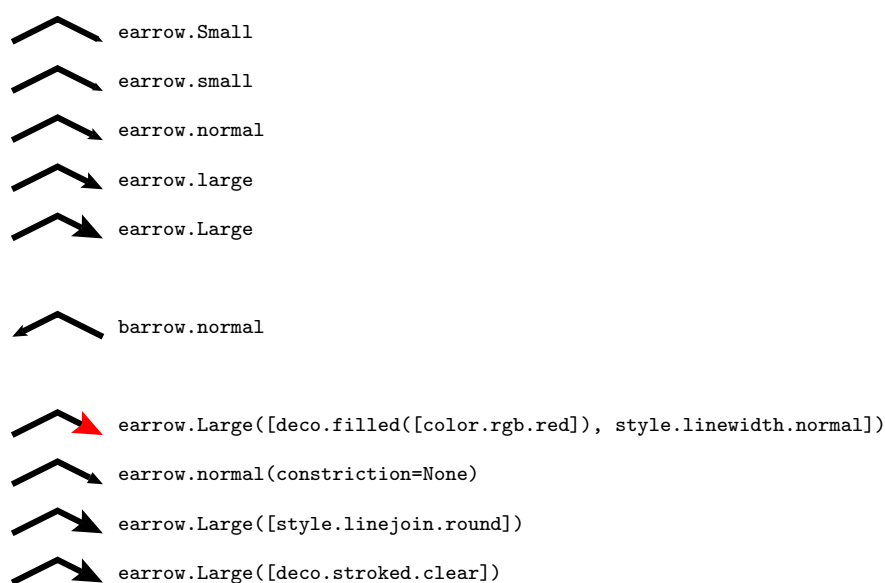 earrow.Small
earrow.small
earrow.normal
earrow.large
earrow.Large
barrow.normal
earrow.Large([deco.filled([color.rgb.red]), style.linewidth.normal])
earrow.normal(constriction=None)
earrow.Large([style.linejoin.round])
earrow.Large([deco.stroked.clear])